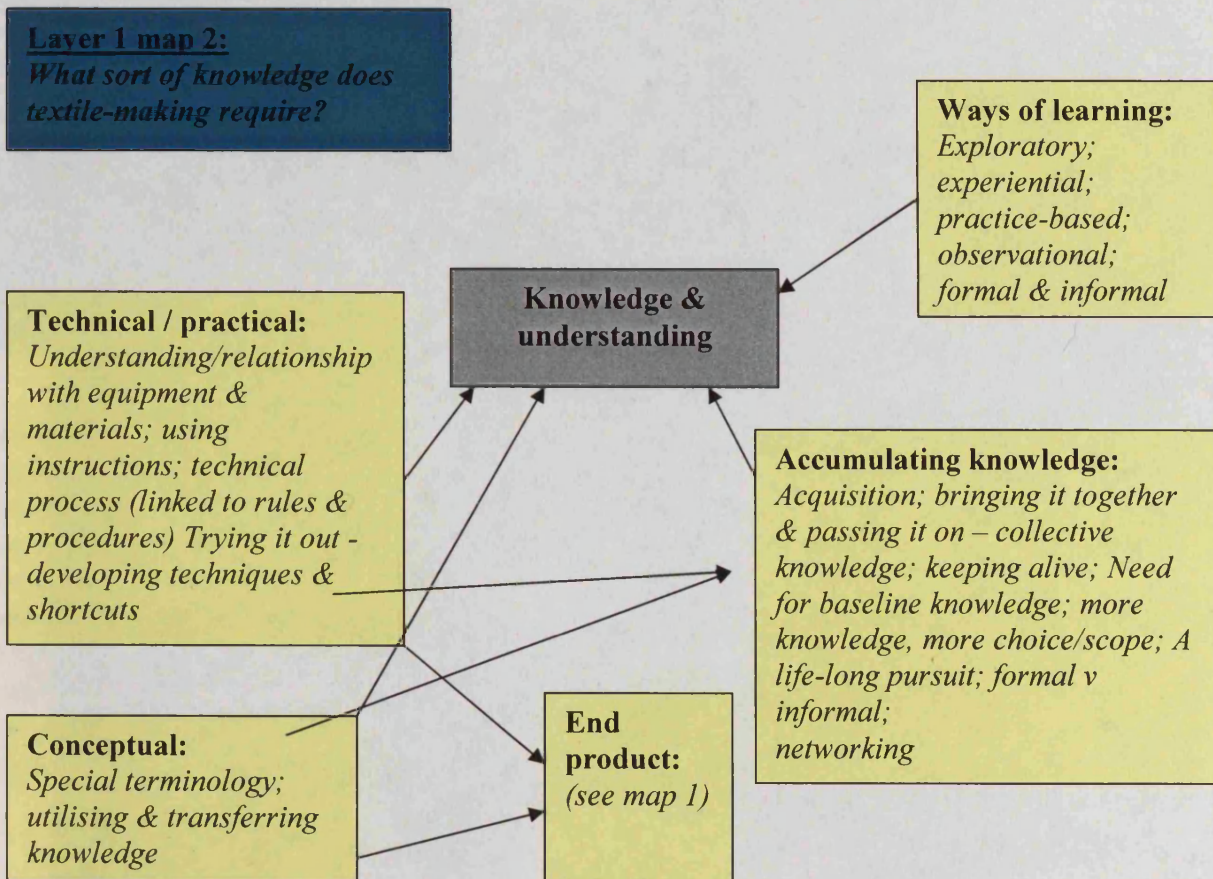 Layer 1 map 2:
What sort of knowledge does
textile-making require?
Ways of learning:
Exploratory;
experiential;
practice-based;
observational;
formal & informal
Knowledge &
understanding
Technical / practical:
Understanding/relationship
with equipment &
materials; using
instructions; technical
process (linked to rules &
procedures) Trying it out -
developing techniques &
shortcuts
Accumulating knowledge:
Acquisition; bringing it together
& passing it on – collective
knowledge; keeping alive; Need
for baseline knowledge; more
knowledge, more choice/scope; A
life-long pursuit; formal v
informal;
networking
Conceptual:
Special terminology;
utilising & transferring
knowledge
End
product:
(see map 1)